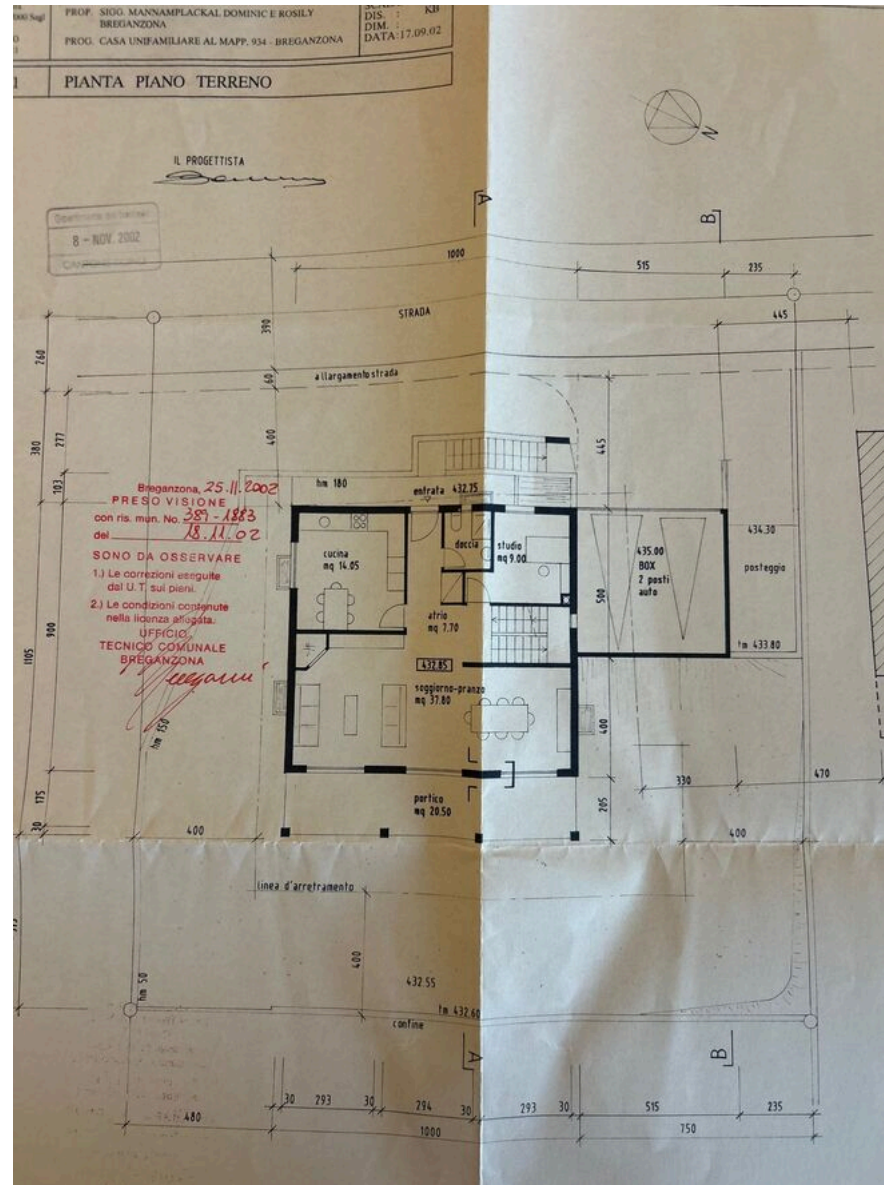 PROP. SIGG. MANNAMPLACKAL DOMINIC E ROSILY
BREGANZONA
PROG. CASA UNIFAMILIARE AL MAPP. 934 - BREGANZONA
DIS. : KB
DIM. :
DATA:17.09.02
PIANTA PIANO TERRENO
N
IL PROGETTISTA
8 - NOV. 2002
A
B
1000
515
235
STRADA
445
390
260
allargamento strada
60
380
277
400
445
103
hm 180
entrata 432.75
Breganzona, 25.11.2002
PRESO VISIONE
con ris. mun. No. 389 - 1883
del 18.11.02
SONO DA OSSERVARE
1.) Le correzioni eseguite
dal U.T. sui piani.
2.) Le condizioni contenute
nella licenza allegata.
UFFICIO
TECNICO COMUNALE
BREGANZONA
cucina
mq 14.05
doccia
studio
mq 9.00
435.00
BOX
2 posti
auto
500
434.30
posteggio
tm 433.80
atrio
mq 7.70
432.85
soggiorno-pranzo
mq 37.80
900
1105
hm 150
400
330
470
175
30
portico
mq 20.50
205
400
400
linea d'arretramento
400
hm 50
432.55
tm 432.60
confine
A
B
30
293
30
294
30
293
30
515
235
480
1000
750